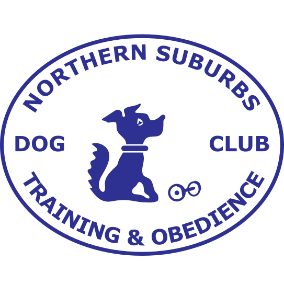 NORTHERN SUBURBS
DOG CLUB
TRAINING & OBEDIENCE